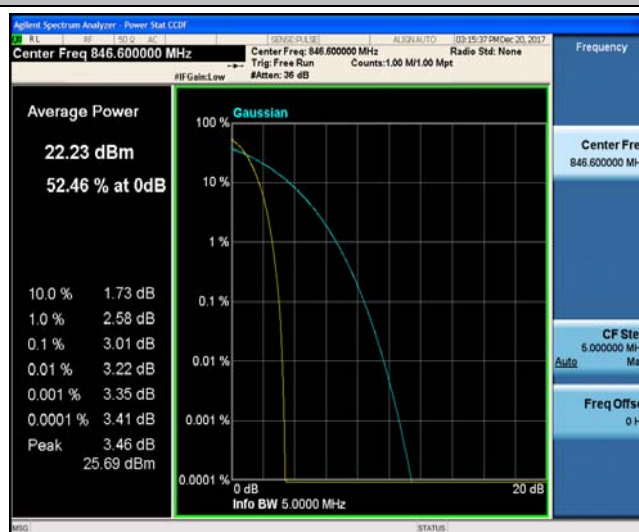 Agilent Spectrum Analyzer - Power Stat CCDF
RL RF 50 Ω AC SENSE:PULSE ALIGN AUTO 03:15:37 PM Dec 20, 2017
Center Freq 846.600000 MHz
Center Freq: 846.600000 MHz Radio Std: None
Trig: Free Run Counts:1.00 M/1.00 Mpt
#IFGain:Low #Atten: 36 dB
Frequency
Average Power
22.23 dBm
52.46 % at 0dB
10.0 % 1.73 dB
1.0 % 2.58 dB
0.1 % 3.01 dB
0.01 % 3.22 dB
0.001 % 3.35 dB
0.0001 % 3.41 dB
Peak 3.46 dB
25.69 dBm
Gaussian
100 %
10 %
1 %
0.1 %
0.01 %
0.001 %
0.0001 %
0 dB 20 dB
Info BW 5.0000 MHz
Center Fre
846.600000 MH
CF Ste
5.000000 MH
Auto Ma
Freq Offs
0 H
MSG STATUS